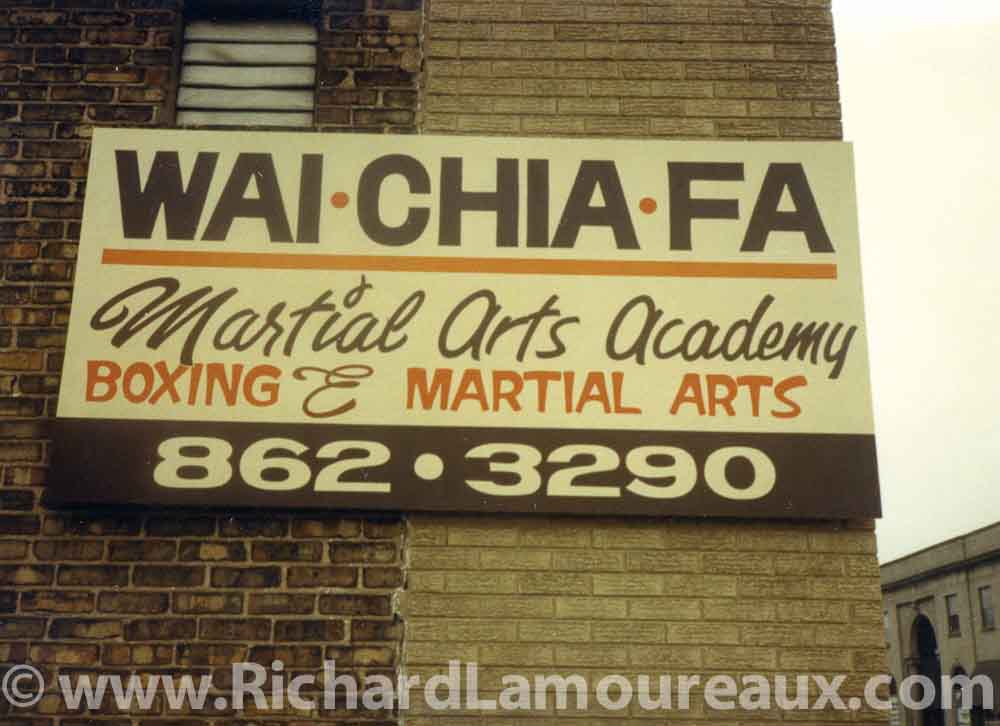 WAI·CHIA·FA
Martial Arts Academy
BOXING & MARTIAL ARTS
862·3290
©www.RichardLamoureaux.com